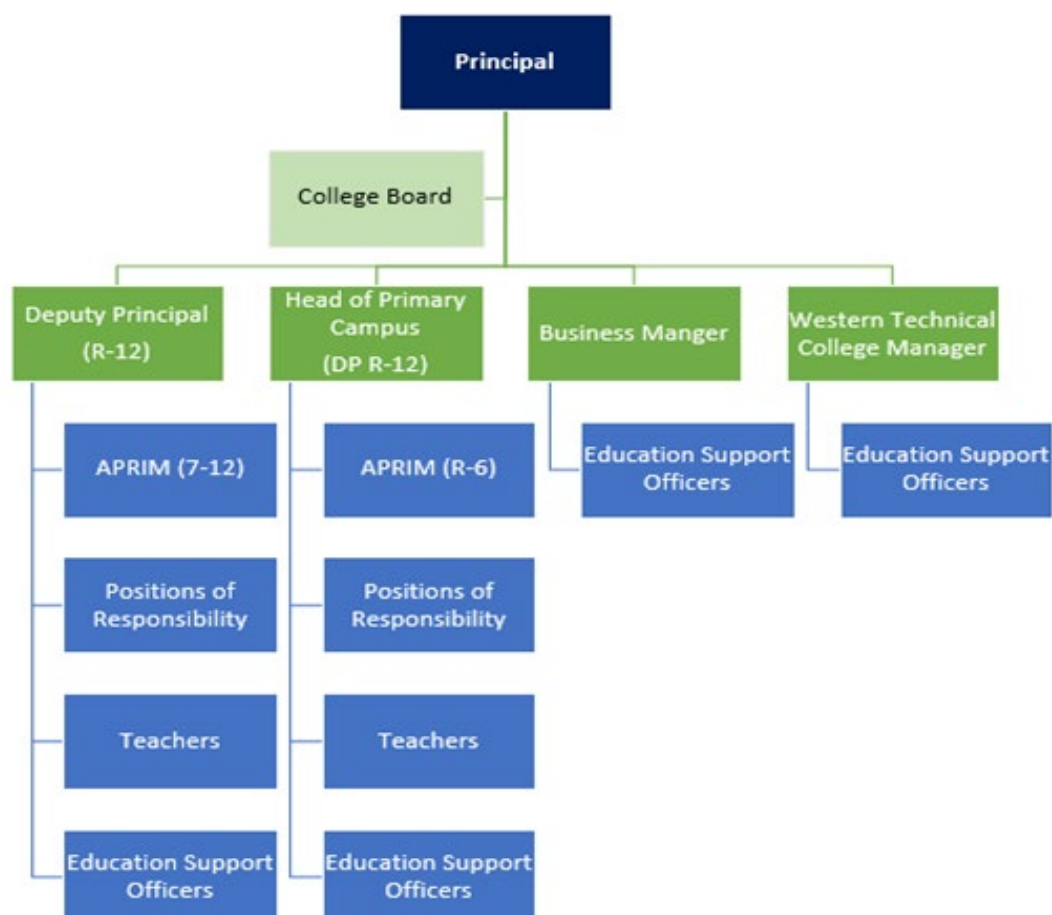 Principal
College Board
Deputy Principal
(R-12)
Head of Primary
Campus
(DP R-12)
Business Manger
Western Technical
College Manager
APRIM (7-12)
APRIM (R-6)
Education Support
Officers
Education Support
Officers
Positions of
Responsibility
Positions of
Responsibility
Teachers
Teachers
Education Support
Officers
Education Support
Officers